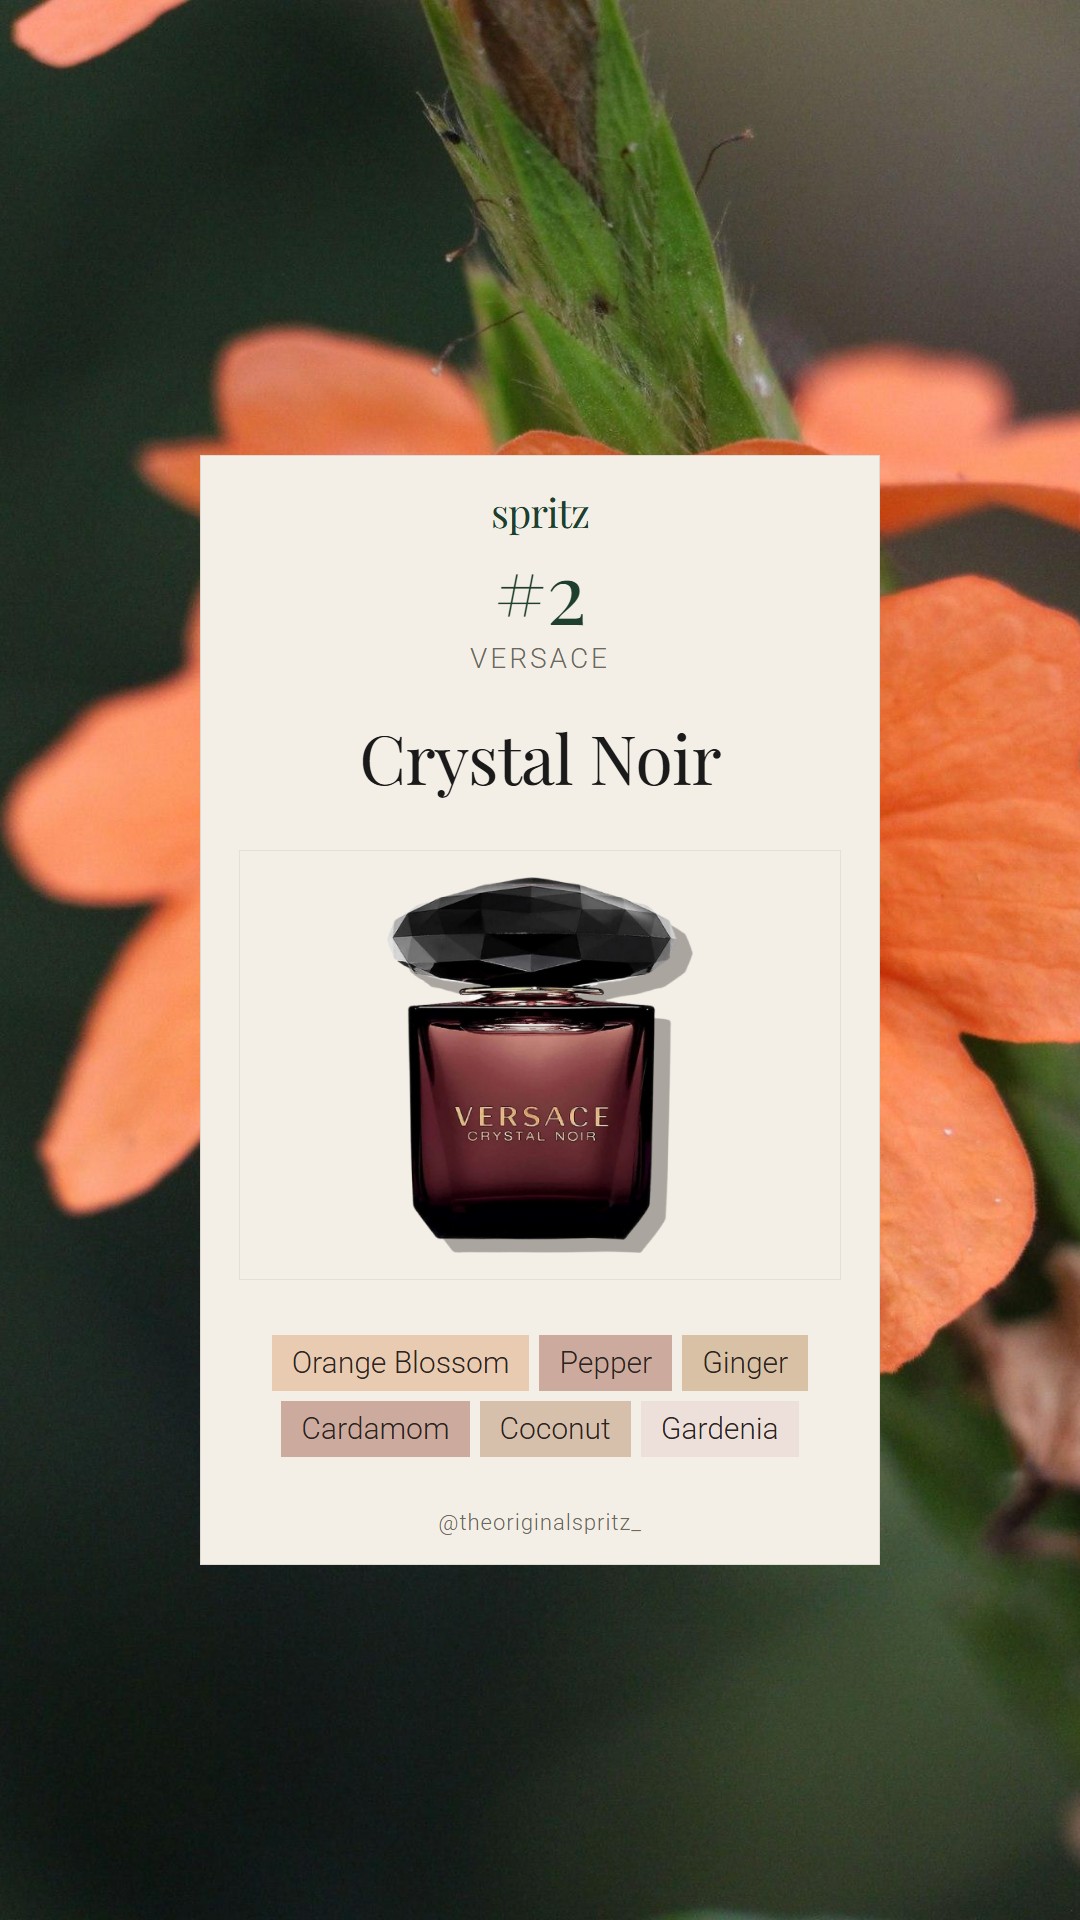 spritz
#2
VERSACE
Crystal Noir
VERSACE
CRYSTAL NOIR
Orange Blossom Pepper Ginger
Cardamom Coconut Gardenia
@theoriginalspritz_